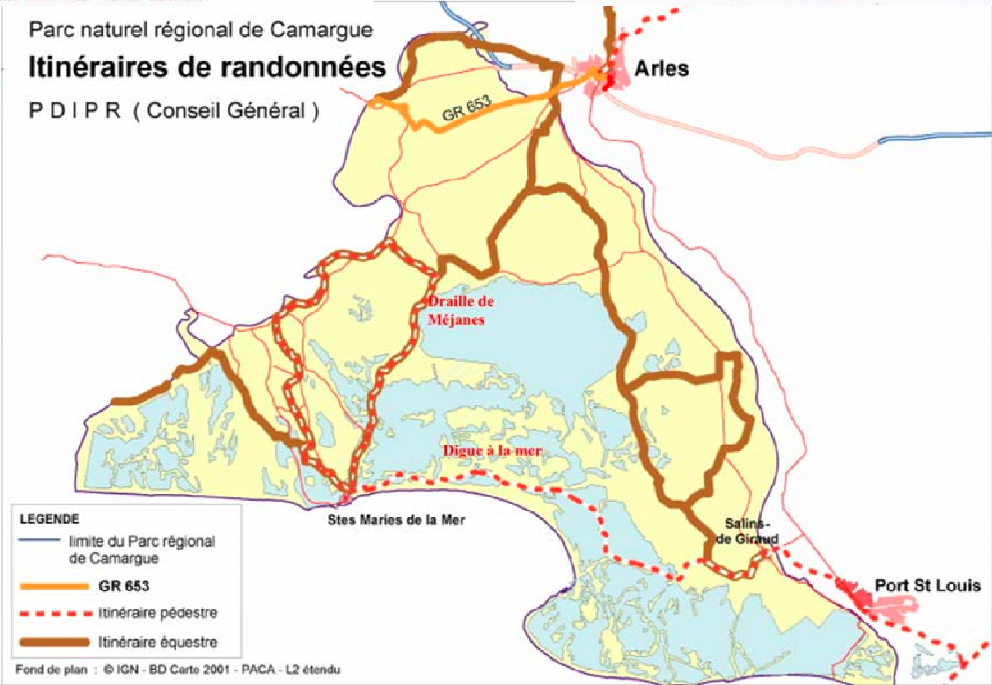 Parc naturel régional de Camargue
Itinéraires de randonnées
P D I P R ( Conseil Général )
Arles
GR 653
Draille de
Méjanes
Digue à la mer
Stes Maries de la Mer
Salins-
de Giraud
Port St Louis
LEGENDE
limite du Parc régional
de Camargue
GR 653
Itinéraire pédestre
Itinéraire équestre
Fond de plan : © IGN - BD Carto 2001 - PACA - L2 étendu